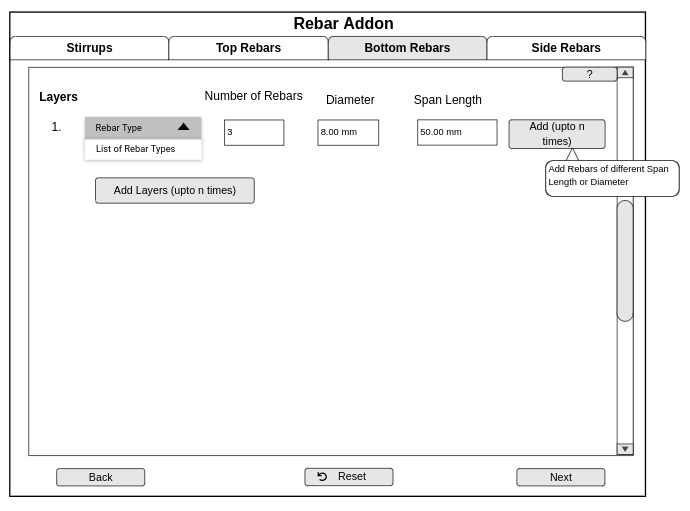 Rebar Addon
Stirrups
Top Rebars
Bottom Rebars
Side Rebars
?
Layers
Number of Rebars
Diameter
Span Length
1.
Rebar Type
List of Rebar Types
3
8.00 mm
50.00 mm
Add (upto n
times)
Add Rebars of different Span
Length or Diameter
Add Layers (upto n times)
Back
Reset
Next